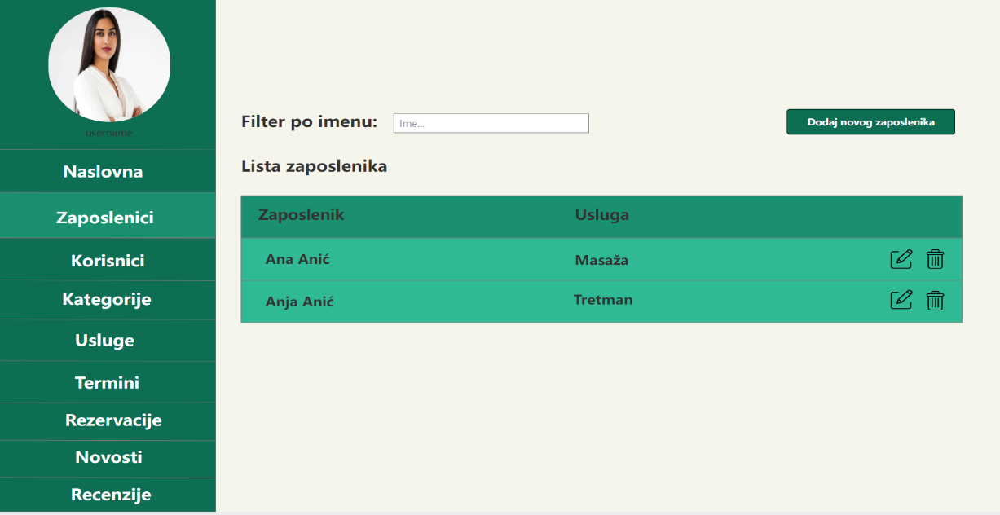 username
Naslovna
Zaposlenici
Korisnici
Kategorije
Usluge
Termini
Rezervacije
Novosti
Recenzije
Filter po imenu: Ime... Dodaj novog zaposlenika
Lista zaposlenika
Zaposlenik Usluga
Ana Anić Masaža
Anja Anić Tretman